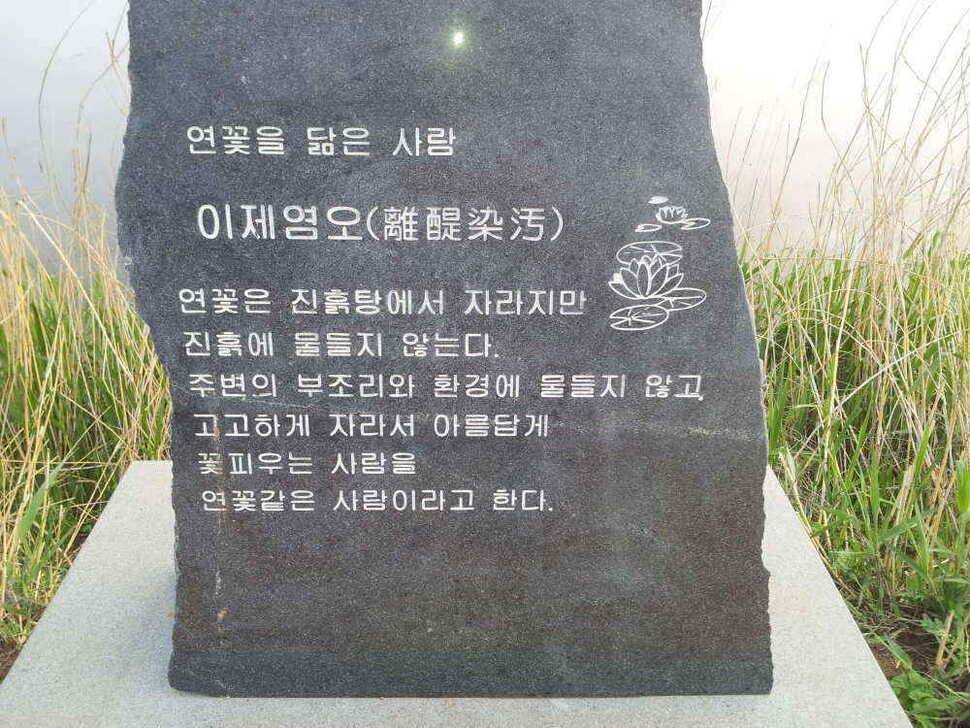 연꽃을 닮은 사람
이제염오(離醍染汚)
연꽃은 진흙탕에서 자라지만
진흙에 물들지 않는다.
주변의 부조리와 환경에 물들지 않고,
고고하게 자라서 아름답게
꽃피우는 사람을
연꽃같은 사람이라고 한다.